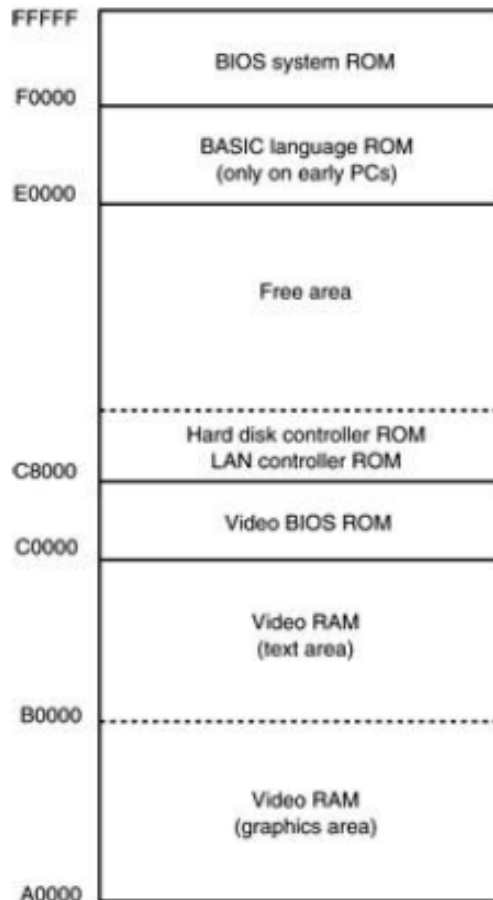 FFFFF
BIOS system ROM
F0000
BASIC language ROM
(only on early PCs)
E0000
Free area
Hard disk controller ROM
LAN controller ROM
C8000
Video BIOS ROM
C0000
Video RAM
(text area)
B0000
Video RAM
(graphics area)
A0000